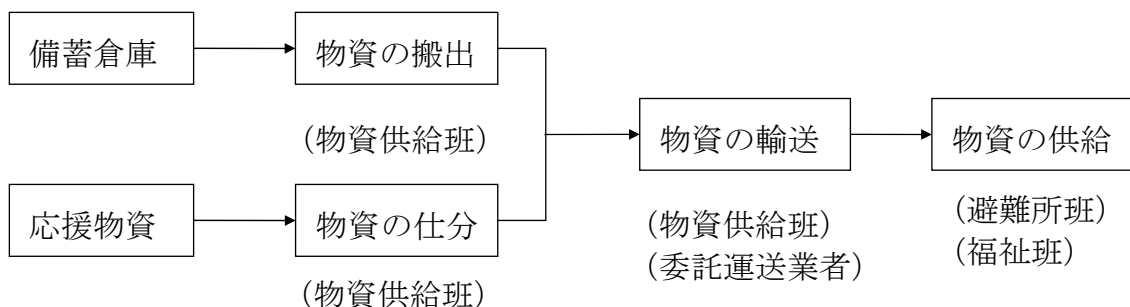 備蓄倉庫
物資の搬出
（物資供給班）
応援物資
物資の仕分
（物資供給班）
物資の輸送
（物資供給班）
（委託運送業者）
物資の供給
（避難所班）
（福祉班）